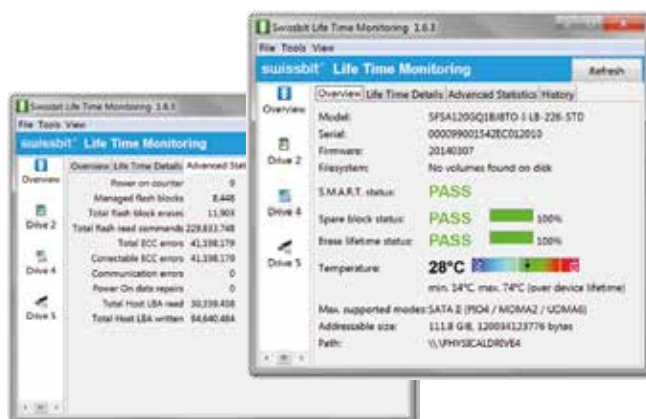 Swissbit Life Time Monitoring 1.6.3
File Tools View
swissbit® Life Time Monitoring
Refresh
Overview Life Time Details Advanced Statistics History
Overview
Drive 2
Drive 4
Drive 5
Model:
Serial:
Firmware: 20140307
Filesystem: No volumes found on disk
S.M.A.R.T. status: PASS
Spare block status: PASS 100%
Erase lifetime status: PASS 100%
Temperature: 28°C
min. 14°C, max. 74°C (over device lifetime)
Max. supported modes: SATA II (PIO4 / MDMA2 / UDMA6)
Addressable size: 111.8 GiB, 120034123776 bytes
Path: \\.\PHYSICALDRIVE4
Swissbit Life Time Monitoring 1.6.3
File Tools View
swissbit® Life Time Monitoring
Overview Life Time Details Advanced Stat
Overview
Drive 2
Drive 4
Drive 5
Power on counter 9
Managed flash blocks 8,448
Total flash block erases 11,903
Total flash read commands 229,833,748
Total ECC errors 41,398,179
Correctable ECC errors 41,398,179
Communication errors 0
Power On data repairs 0
Total Host LBA read 30,339,458
Total Host LBA written 64,640,484